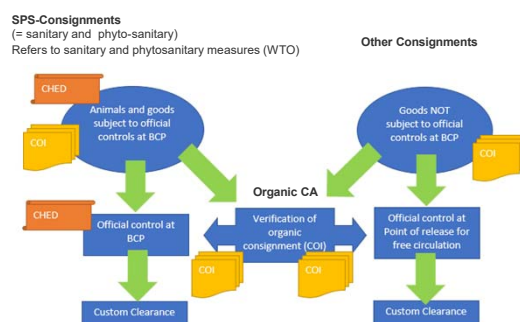 SPS-Consignments
(= sanitary and phyto-sanitary)
Refers to sanitary and phytosanitary measures (WTO)
Other Consignments
CHED
Animals and goods
subject to official
controls at BCP
COI
Goods NOT
subject to official
controls at BCP
COI
Organic CA
CHED
Official control at
BCP
Verification of
organic
consignment (COI)
Official control at
Point of release for
free circulation
COI
COI
Custom Clearance
Custom Clearance